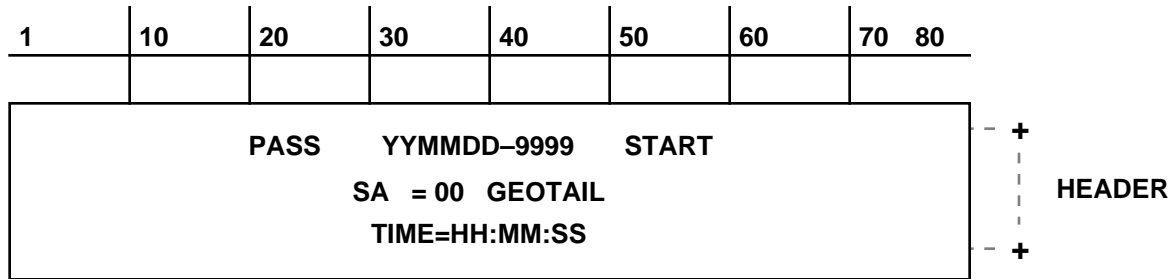 1 10 20 30 40 50 60 70 80
PASS YYMMDD–9999 START
SA = 00 GEOTAIL
TIME=HH:MM:SS
+
HEADER
+